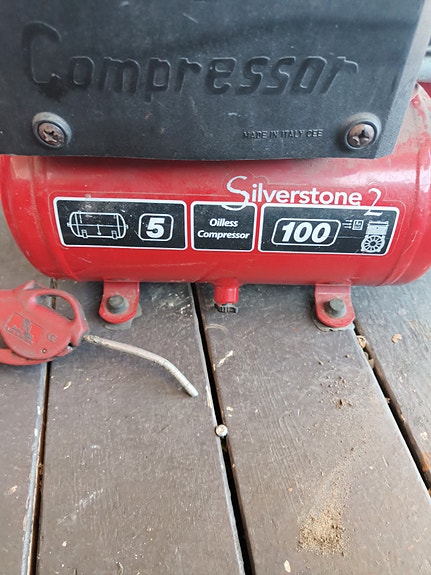 Compressor
MADE IN ITALY CEE
Silverstone 2
5
Oilless
Compressor
100